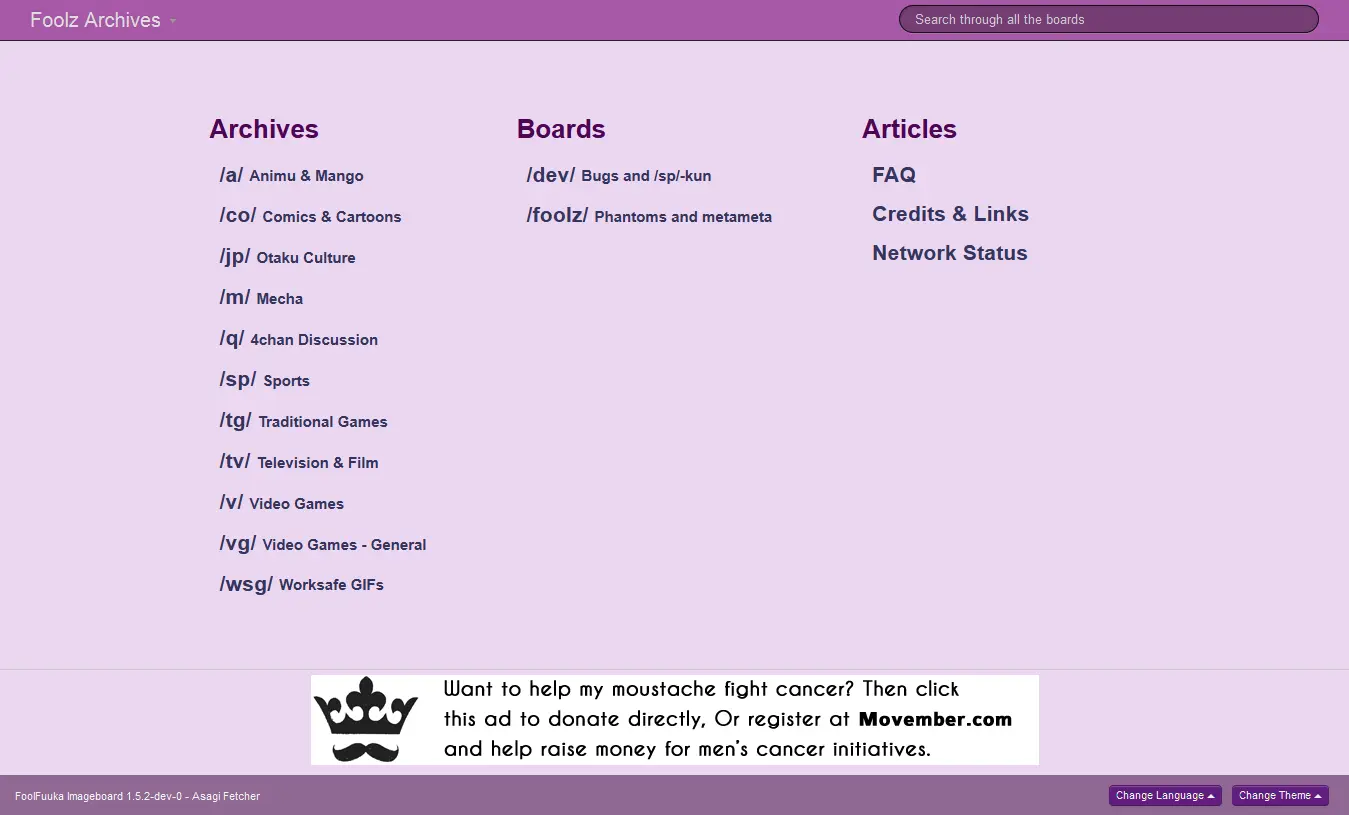 Foolz Archives
Search through all the boards
Archives
/a/ Animu & Mango
/co/ Comics & Cartoons
/jp/ Otaku Culture
/m/ Mecha
/q/ 4chan Discussion
/sp/ Sports
/tg/ Traditional Games
/tv/ Television & Film
/v/ Video Games
/vg/ Video Games - General
/wsg/ Worksafe GIFs
Boards
/dev/ Bugs and /sp/-kun
/foolz/ Phantoms and metameta
Articles
FAQ
Credits & Links
Network Status
Want to help my moustache fight cancer? Then click
this ad to donate directly, Or register at Movember.com
and help raise money for men's cancer initiatives.
FoolFuuka Imageboard 1.5.2-dev-0 - Asagi Fetcher
Change Language
Change Theme